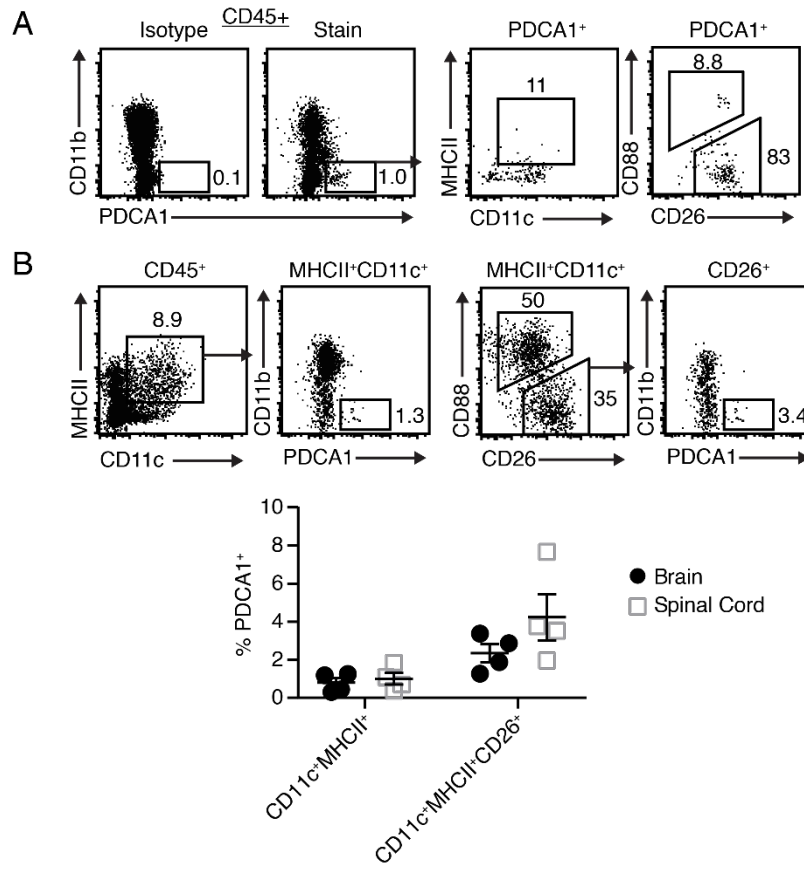 A
CD45+
Isotype
Stain
PDCA1⁺
PDCA1⁺
CD11b
0.1
1.0
PDCA1
MHCII
11
CD11c
CD88
8.8
83
CD26
B
CD45⁺
MHCII⁺CD11c⁺
MHCII⁺CD11c⁺
CD26⁺
MHCII
8.9
CD11c
CD11b
1.3
PDCA1
CD88
50
35
CD26
CD11b
3.4
PDCA1
% PDCA1⁺
10
8
6
4
2
0
Brain
Spinal Cord
CD11c⁺MHCII⁺
CD11c⁺MHCII⁺CD26⁺